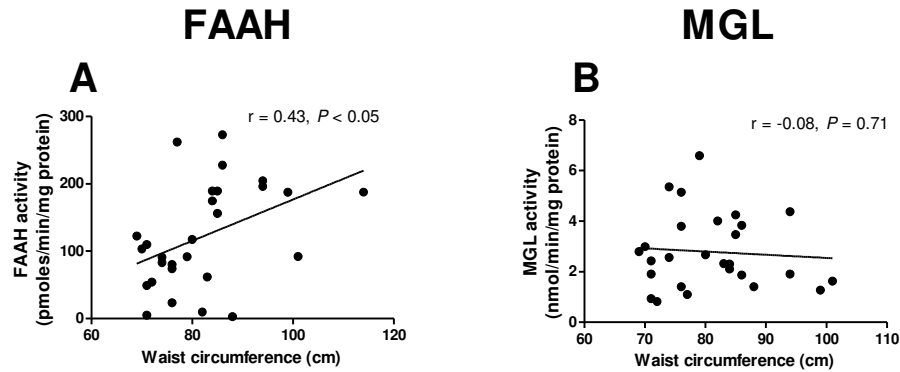 FAAH
MGL
A
r = 0.43, P < 0.05
FAAH activity
(pmoles/min/mg protein)
300
200
100
0
60
80
100
120
Waist circumference (cm)
B
r = -0.08, P = 0.71
MGL activity
(nmol/min/mg protein)
8
6
4
2
0
60
70
80
90
100
110
Waist circumference (cm)